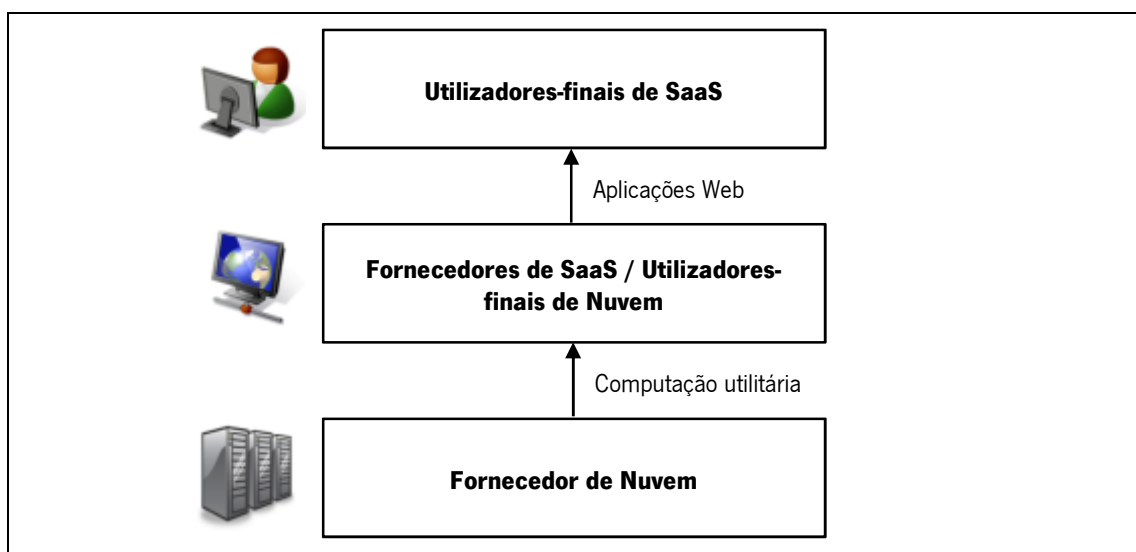 Utilizadores-finais de SaaS
Aplicações Web
Fornecedores de SaaS / Utilizadores-
finais de Nuvem
Computação utilitária
Fornecedor de Nuvem